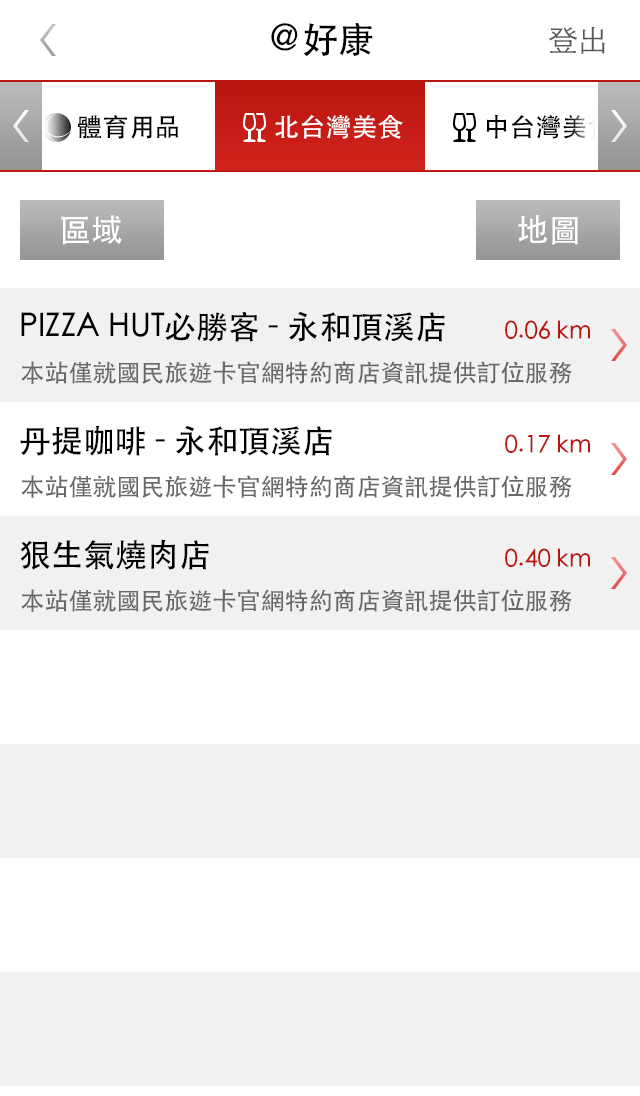 @好康
登出
體育用品
北台灣美食
中台灣美
區域
地圖
PIZZA HUT必勝客 - 永和頂溪店
0.06 km
本站僅就國民旅遊卡官網特約商店資訊提供訂位服務
丹提咖啡 - 永和頂溪店
0.17 km
本站僅就國民旅遊卡官網特約商店資訊提供訂位服務
狠生氣燒肉店
0.40 km
本站僅就國民旅遊卡官網特約商店資訊提供訂位服務